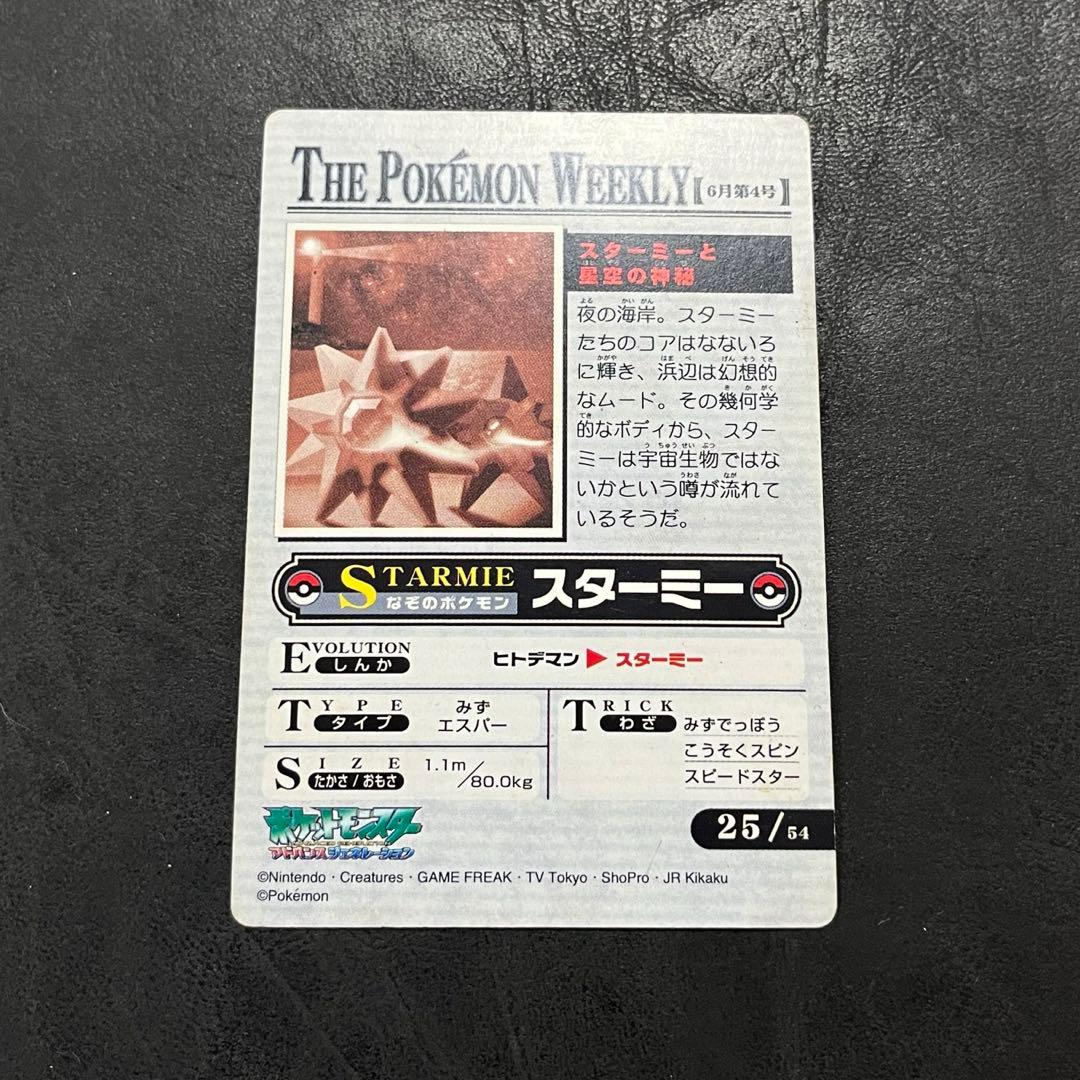 THE POKÉMON WEEKLY【6月第4号】
スターミーと
星空の神秘
夜の海岸。スターミー
たちのコアはなないろ
に輝き、浜辺は幻想的
なムード。その幾何学
的なボディから、スター
ミーは宇宙生物ではな
いかという噂が流れて
いるそうだ。
STARMIE スターミー
なぞのポケモン
EVOLUTION
しんか
ヒトデマン▶スターミー
TYPE
タイプ
みず
エスパー
TRICK
わざ
みずでっぽう
こうそくスピン
スピードスター
SIZE
たかさ/おもさ
1.1m/80.0kg
ポケットモンスター
アドバンスジェネレーション
25/54
©Nintendo・Creatures・GAME FREAK・TV Tokyo・ShoPro・JR Kikaku
©Pokémon